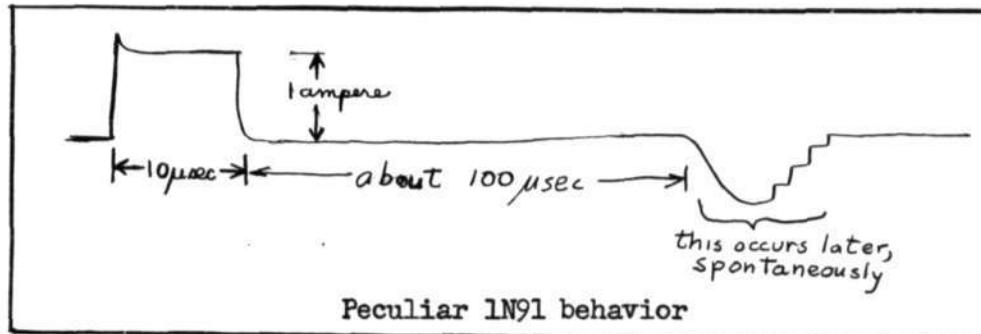 1 ampere
10 μsec
about 100 μsec
this occurs later,
spontaneously
Peculiar 1N91 behavior